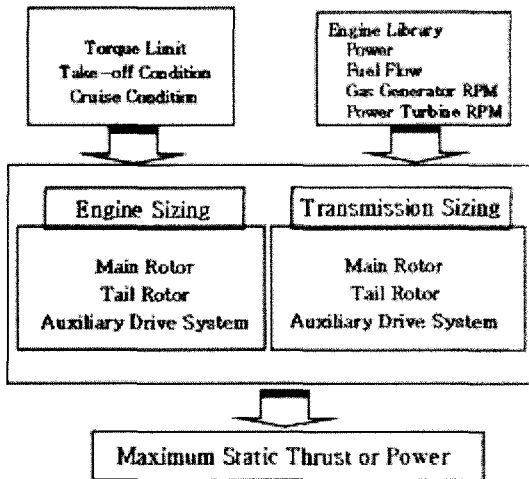 Torque Limit
Take-off Condition
Cruise Condition
Engine Library
Power
Fuel Flow
Gas Generator RPM
Power Turbine RPM
Engine Sizing
Main Rotor
Tail Rotor
Auxiliary Drive System
Transmission Sizing
Main Rotor
Tail Rotor
Auxiliary Drive System
Maximum Static Thrust or Power